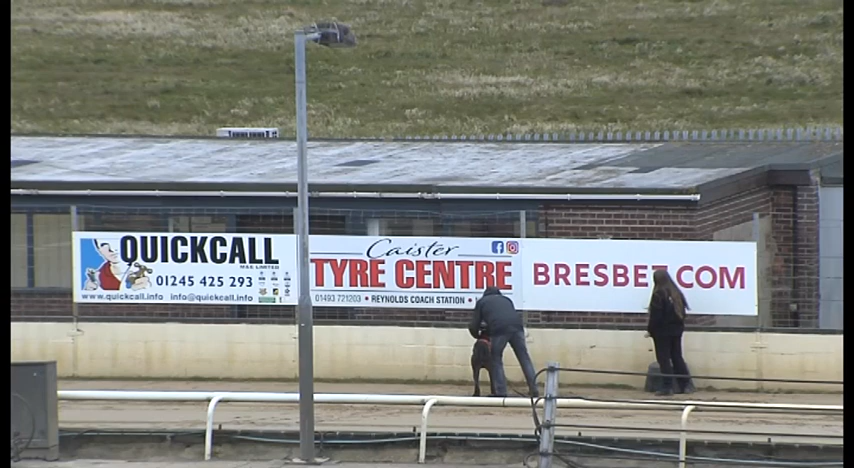 QUICKCALL
01245 425 293
www.quickcall.info info@quickcall.info
Caister
TYRE CENTRE
01493 721203 • REYNOLDS COACH STATION •
BRESBET.COM